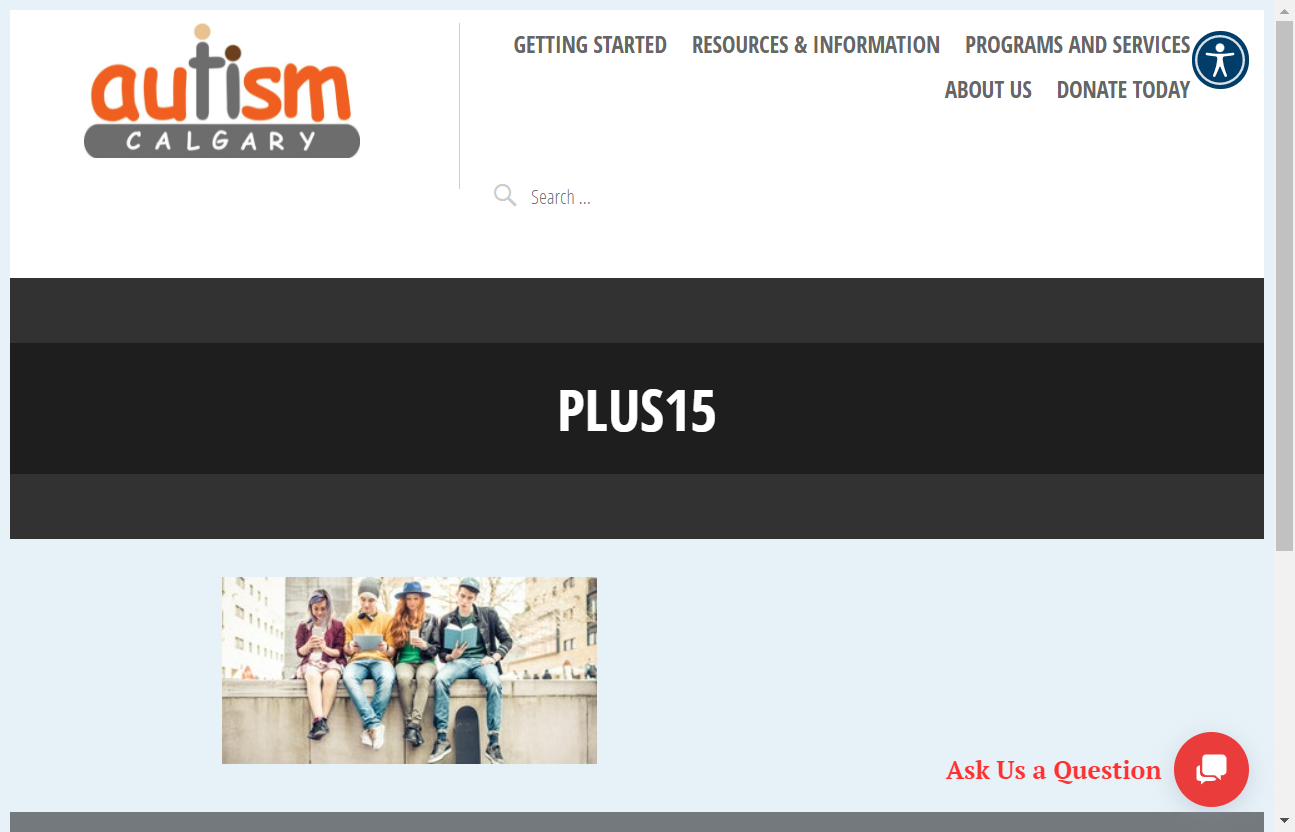 autism
CALGARY
GETTING STARTED RESOURCES & INFORMATION PROGRAMS AND SERVICES
ABOUT US DONATE TODAY
Search ...
PLUS15
Ask Us a Question